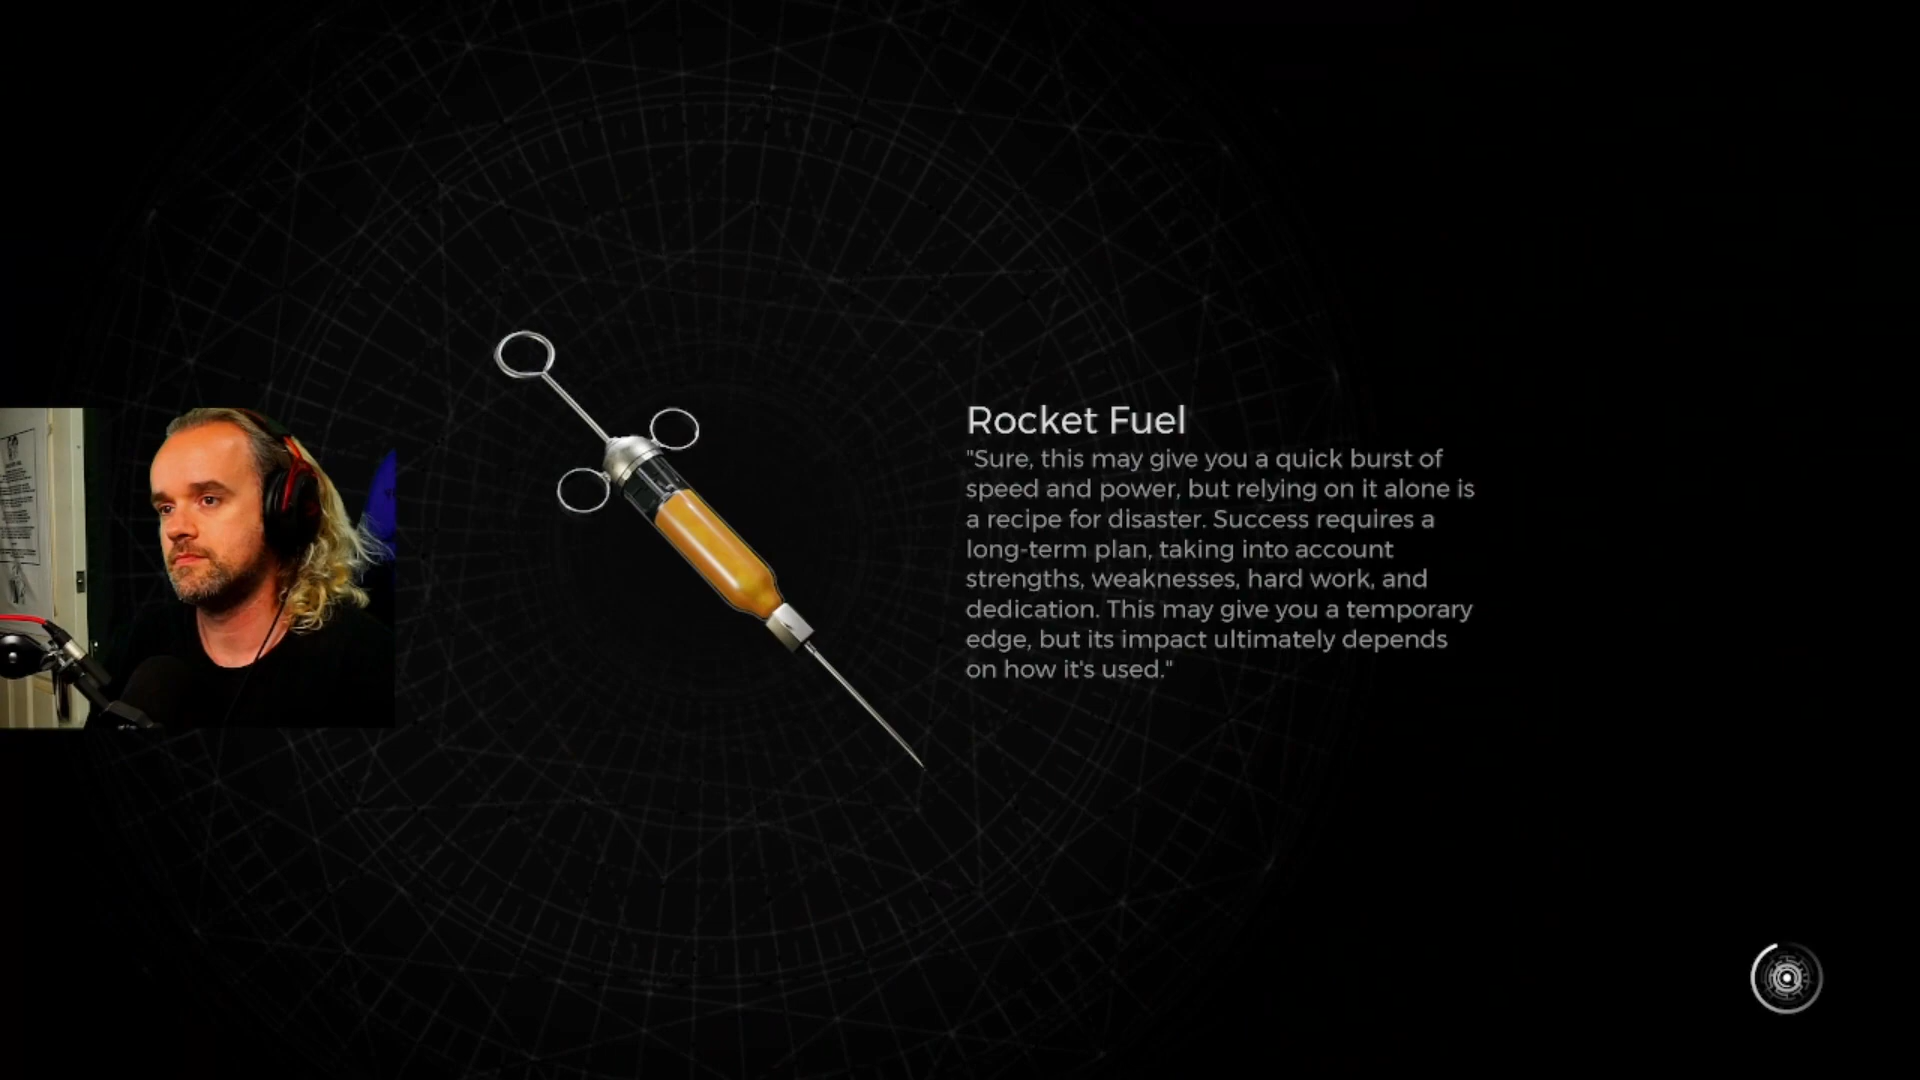 Rocket Fuel
"Sure, this may give you a quick burst of
speed and power, but relying on it alone is
a recipe for disaster. Success requires a
long-term plan, taking into account
strengths, weaknesses, hard work, and
dedication. This may give you a temporary
edge, but its impact ultimately depends
on how it's used."